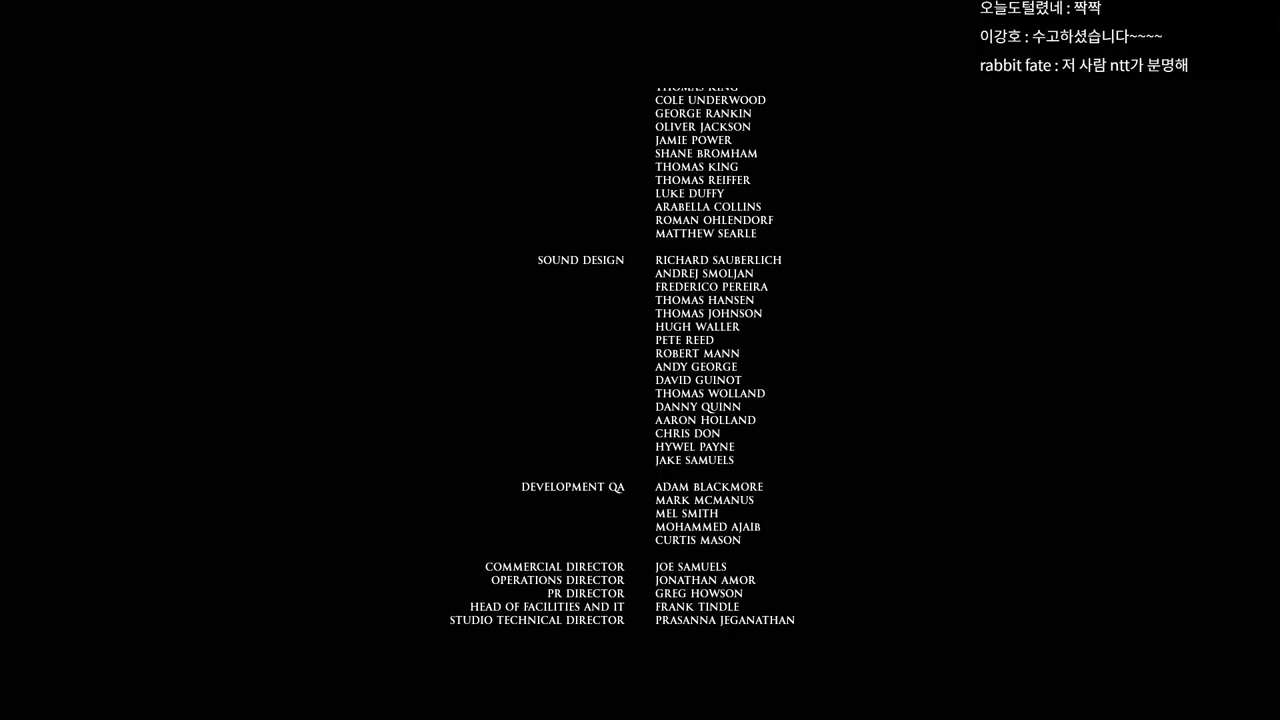 오늘도털렸네 : 짝짝
이강호 : 수고하셨습니다~~~~
rabbit fate : 저 사람 ntt가 분명해
THOMAS KING
COLE UNDERWOOD
GEORGE RANKIN
OLIVER JACKSON
JAMIE POWER
SHANE BROMHAM
THOMAS KING
THOMAS REIFFER
LUKE DUFFY
ARABELLA COLLINS
ROMAN OHLENDORF
MATTHEW SEARLE
SOUND DESIGN RICHARD SAUBERLICH
ANDREJ SMOLJAN
FREDERICO PEREIRA
THOMAS HANSEN
THOMAS JOHNSON
HUGH WALLER
PETE REED
ROBERT MANN
ANDY GEORGE
DAVID GUINOT
THOMAS WOLLAND
DANNY QUINN
AARON HOLLAND
CHRIS DON
HYWEL PAYNE
JAKE SAMUELS
DEVELOPMENT QA ADAM BLACKMORE
MARK MCMANUS
MEL SMITH
MOHAMMED AJAIB
CURTIS MASON
COMMERCIAL DIRECTOR JOE SAMUELS
OPERATIONS DIRECTOR JONATHAN AMOR
PR DIRECTOR GREG HOWSON
HEAD OF FACILITIES AND IT FRANK TINDLE
STUDIO TECHNICAL DIRECTOR PRASANNA JEGANATHAN